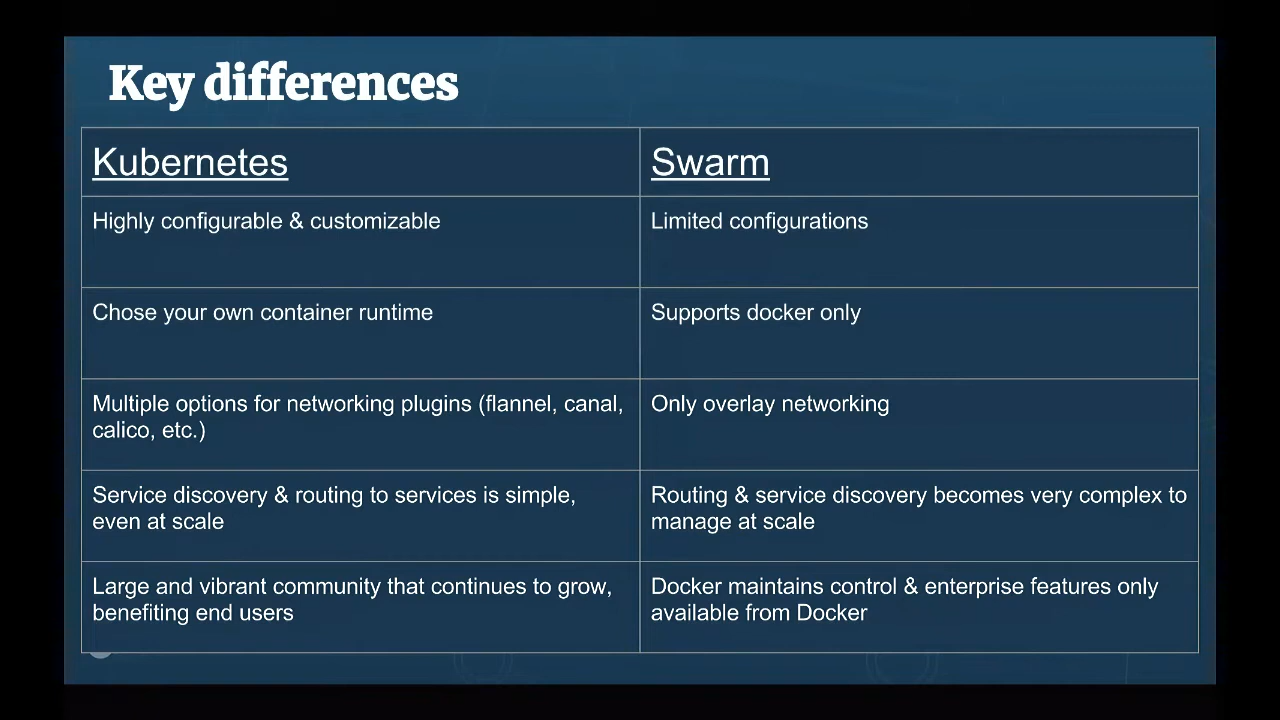 Key differences
Kubernetes
Swarm
Highly configurable & customizable
Limited configurations
Chose your own container runtime
Supports docker only
Multiple options for networking plugins (flannel, canal,
calico, etc.)
Only overlay networking
Service discovery & routing to services is simple,
even at scale
Routing & service discovery becomes very complex to
manage at scale
Large and vibrant community that continues to grow,
benefiting end users
Docker maintains control & enterprise features only
available from Docker